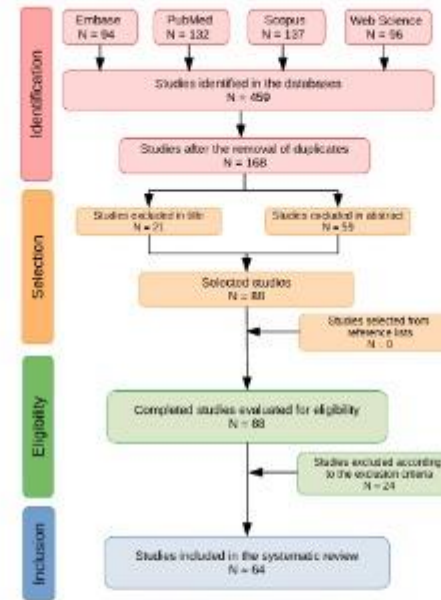 Identification
Embase
N = 94
PubMed
N = 132
Scopus
N = 137
Web Science
N = 96
Studies identified in the databases
N = 459
Studies after the removal of duplicates
N = 168
Selection
Studies excluded in title
N = 21
Studies excluded in abstract
N = 59
Selected studies
N = 88
Studies selected from
reference lists
N = 0
Eligibility
Completed studies evaluated for eligibility
N = 88
Studies excluded according
to the exclusion criteria
N = 24
Inclusion
Studies included in the systematic review
N = 64